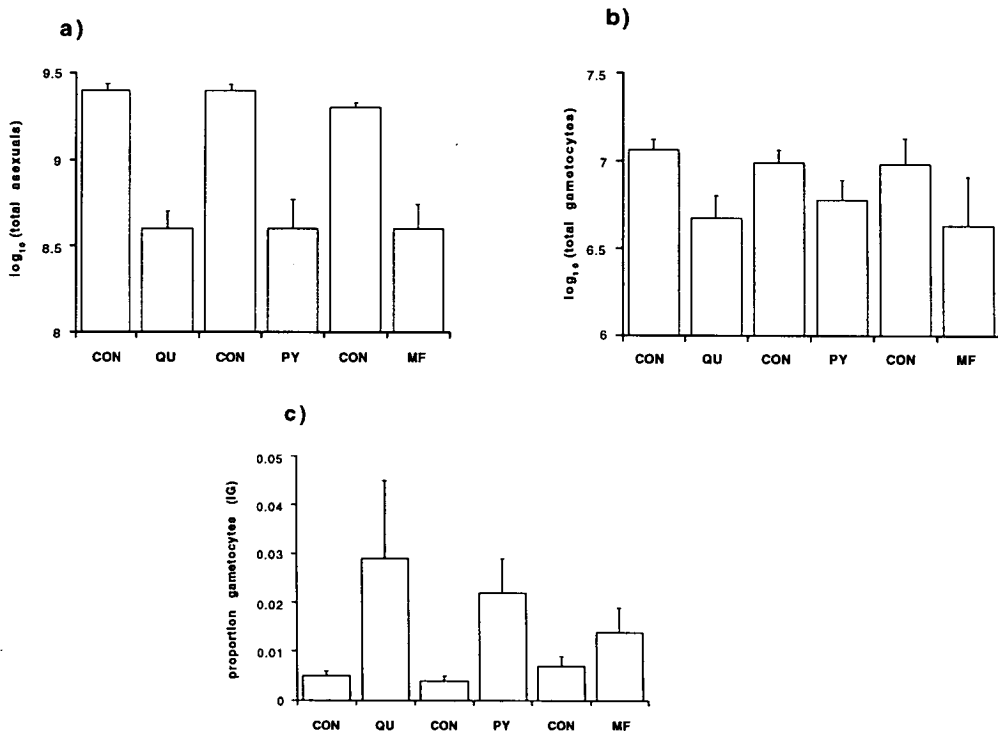 a)
log10(total asexuals)
9.5
9
8.5
8
CON QU CON PY CON MF
b)
log10(total gametocytes)
7.5
7
6.5
6
CON QU CON PY CON MF
c)
proportion gametocytes (IG)
0.05
0.04
0.03
0.02
0.01
0
CON QU CON PY CON MF